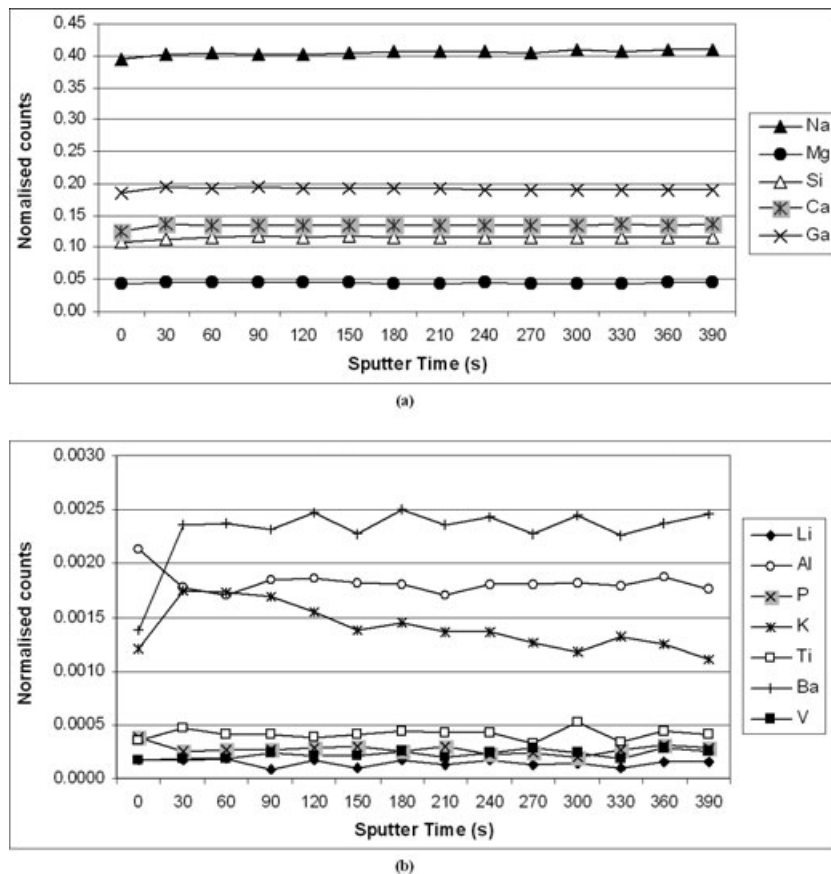 0.45
0.40
0.35
0.30
0.25
0.20
0.15
0.10
0.05
0.00
Nomalised counts
0 30 60 90 120 150 180 210 240 270 300 330 360 390
Sputter Time (s)
Na
Mg
Si
Ca
Ga
(a)
0.0030
0.0025
0.0020
0.0015
0.0010
0.0005
0.0000
Normalised counts
0 30 60 90 120 150 180 210 240 270 300 330 360 390
Sputter Time (s)
Li
Al
P
K
Ti
Ba
V
(b)